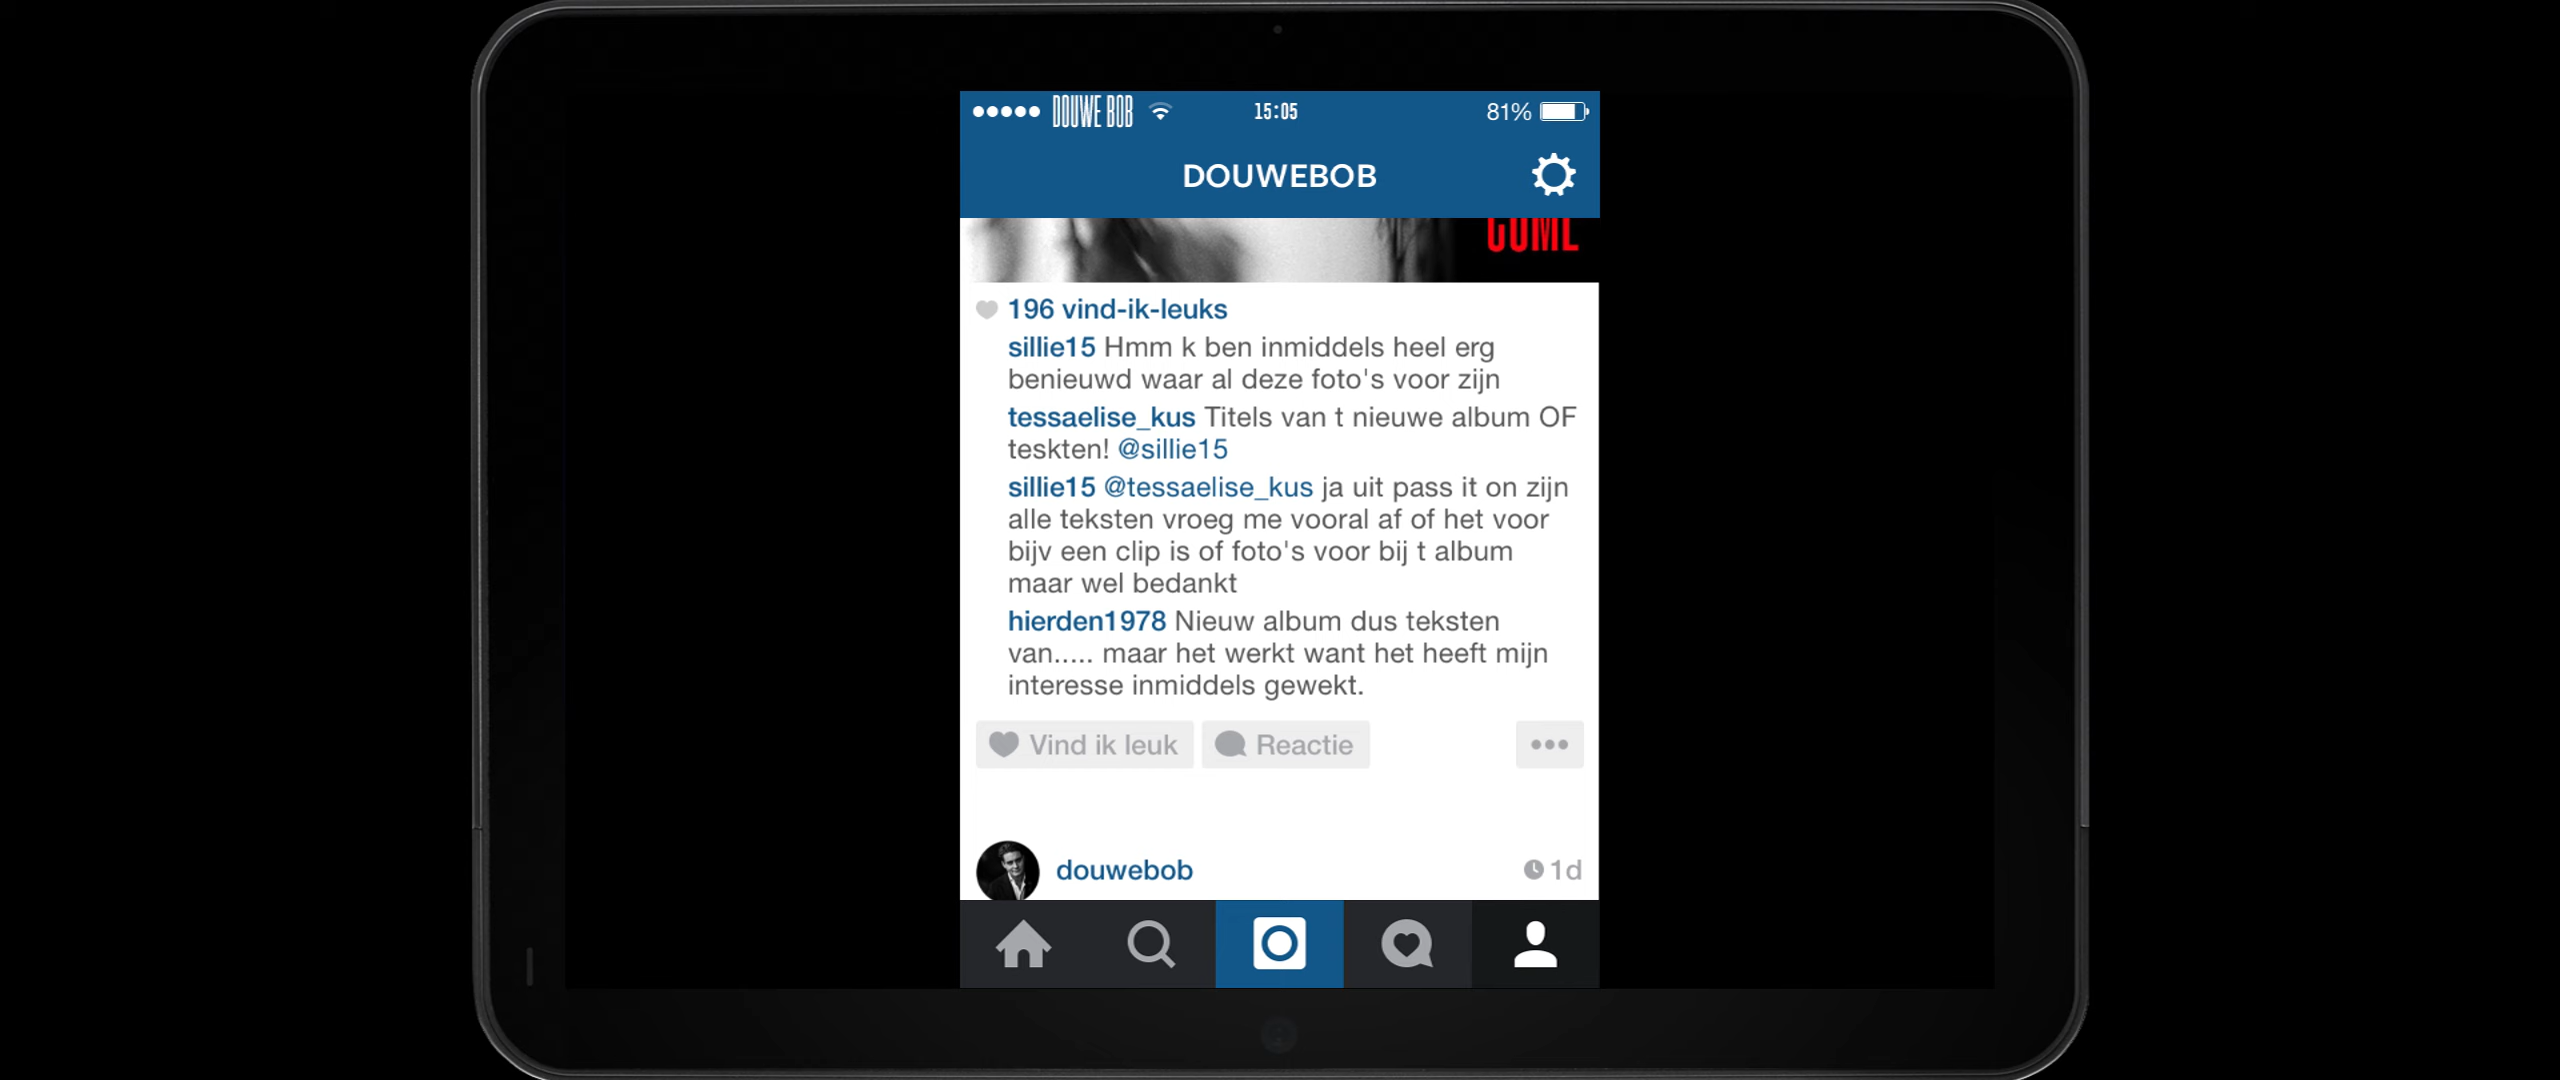 DOUWE BOB 15:05 81%
DOUWEBOB
COME
196 vind-ik-leuks
sillie15 Hmm k ben inmiddels heel erg
benieuwd waar al deze foto's voor zijn
tessaelise_kus Titels van t nieuwe album OF
teskten! @sillie15
sillie15 @tessaelise_kus ja uit pass it on zijn
alle teksten vroeg me vooral af of het voor
bijv een clip is of foto's voor bij t album
maar wel bedankt
hierden1978 Nieuw album dus teksten
van..... maar het werkt want het heeft mijn
interesse inmiddels gewekt.
Vind ik leuk Reactie
douwebob 1d